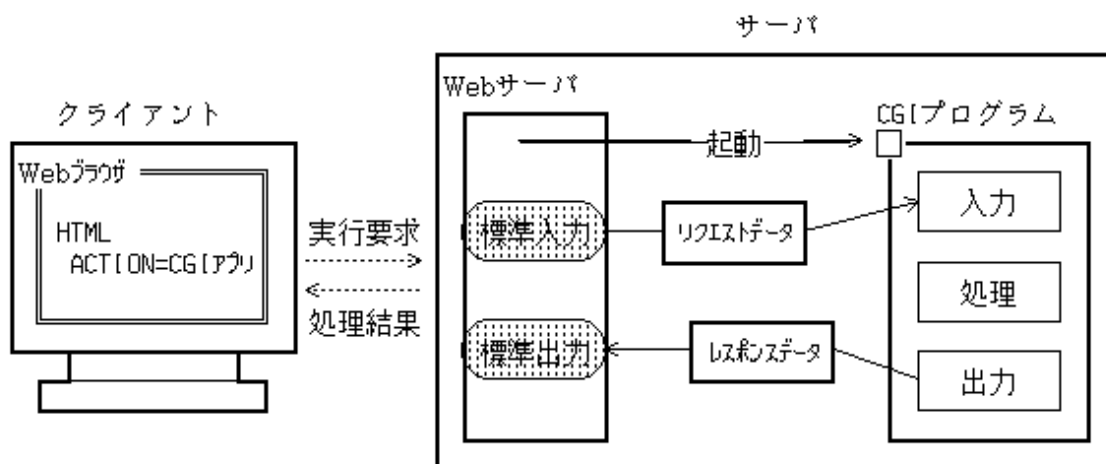 サーバ
Webサーバ
クライアント
CGIプログラム
起動
Webブラウザ
入力
HTML
実行要求
標準入力
リクエストデータ
ACTION=CGIアプリ
処理
処理結果
標準出力
レスポンスデータ
出力